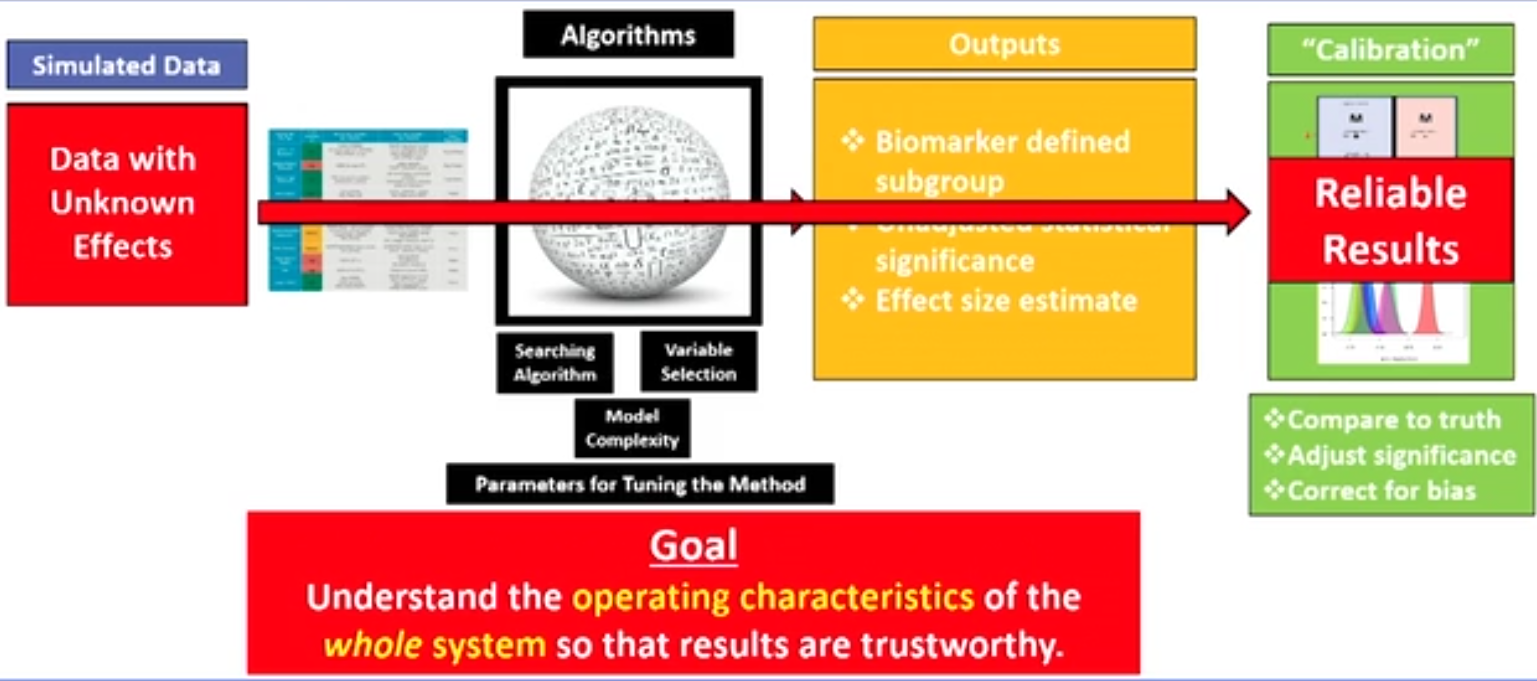 Simulated Data
Data with
Unknown
Effects
Algorithms
Searching
Algorithm
Variable
Selection
Model
Complexity
Parameters for Tuning the Method
Outputs
❖ Biomarker defined
subgroup
❖ Unadjusted statistical
significance
❖ Effect size estimate
“Calibration”
M
M
Reliable
Results
❖Compare to truth
❖Adjust significance
❖Correct for bias
Goal
Understand the operating characteristics of the
whole system so that results are trustworthy.